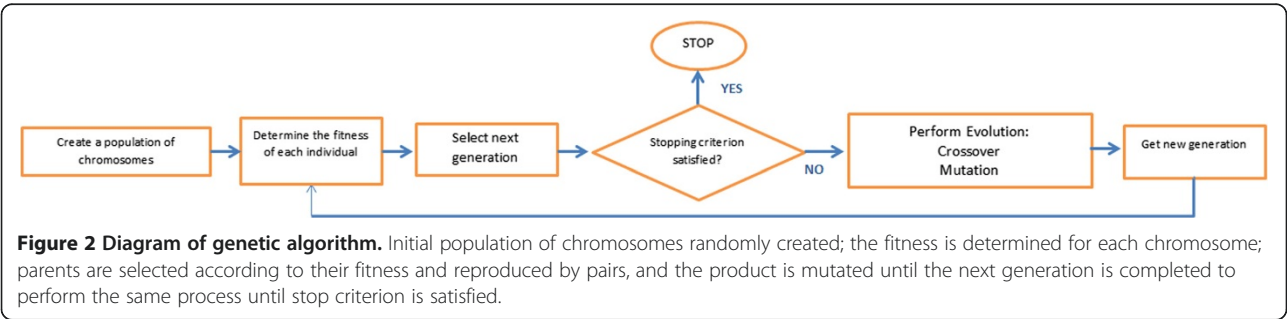 STOP
YES
Create a population of
chromosomes
Determine the fitness
of each individual
Select next
generation
Stopping criterion
satisfied?
NO
Perform Evolution:
Crossover
Mutation
Get new generation
Figure 2 Diagram of genetic algorithm. Initial population of chromosomes randomly created; the fitness is determined for each chromosome;
parents are selected according to their fitness and reproduced by pairs, and the product is mutated until the next generation is completed to
perform the same process until stop criterion is satisfied.